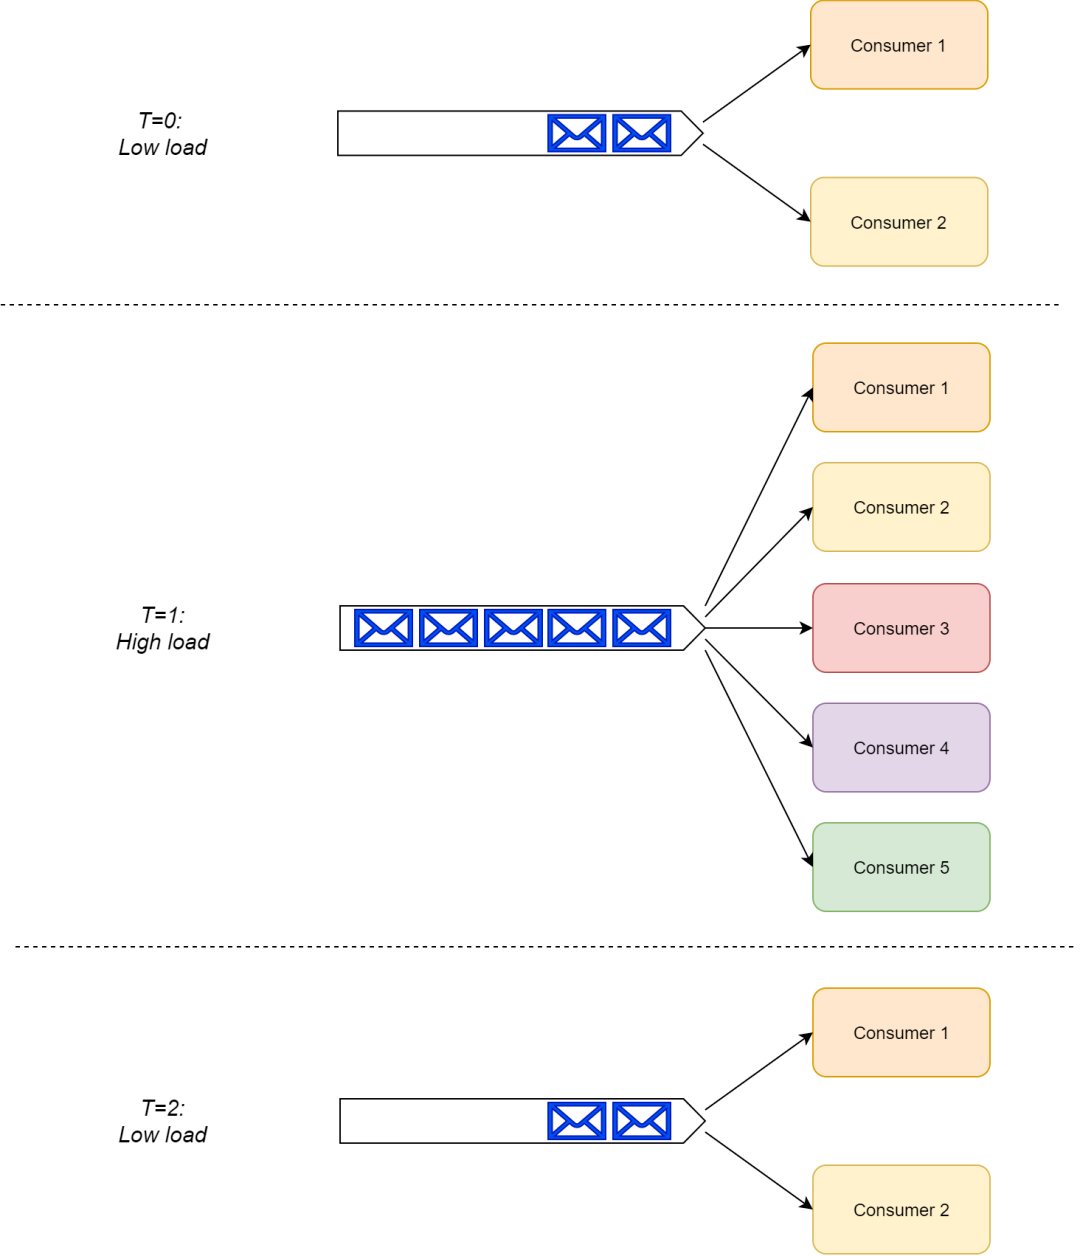 Consumer 1
T=0:
Low load
Consumer 2
Consumer 1
Consumer 2
T=1:
High load
Consumer 3
Consumer 4
Consumer 5
Consumer 1
T=2:
Low load
Consumer 2